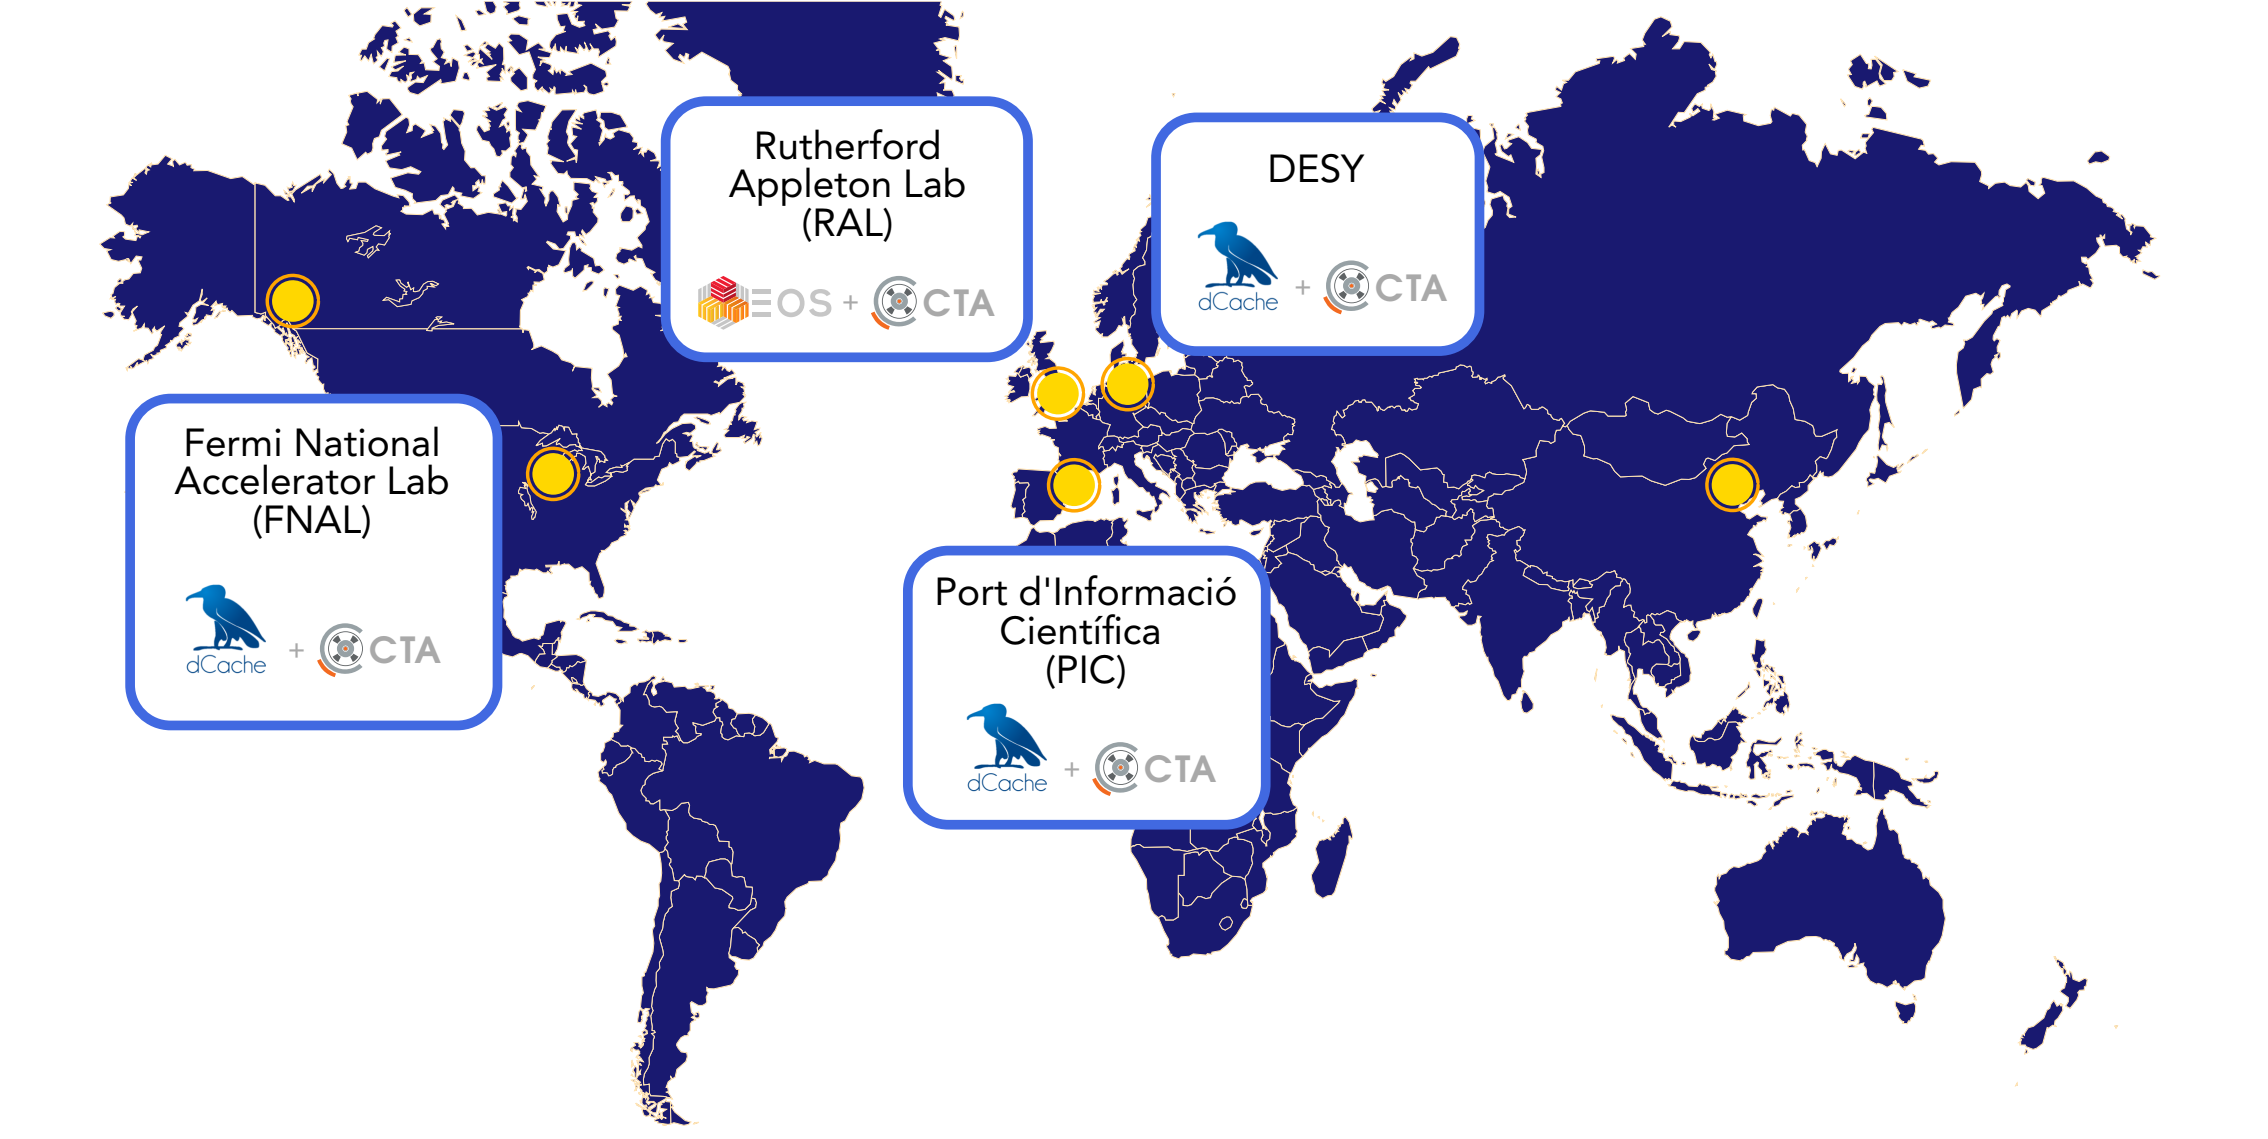 Rutherford
Appleton Lab
(RAL)
EOS + CTA
DESY
dCache + CTA
Fermi National
Accelerator Lab
(FNAL)
dCache + CTA
Port d'Informació
Científica
(PIC)
dCache + CTA